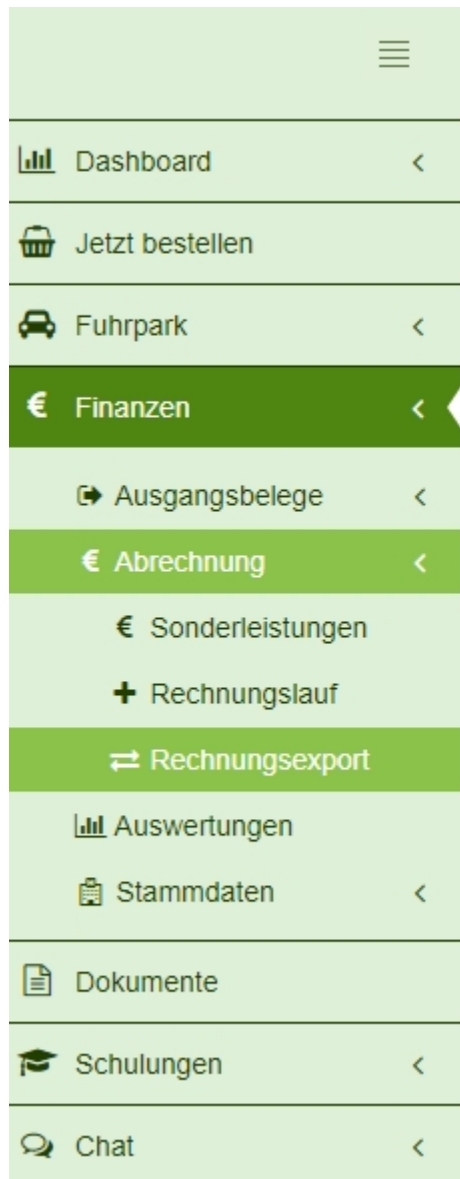 Dashboard
Jetzt bestellen
Fuhrpark
€ Finanzen
Ausgangsbelege
€ Abrechnung
€ Sonderleistungen
Rechnungslauf
Rechnungsexport
Auswertungen
Stammdaten
Dokumente
Schulungen
Chat